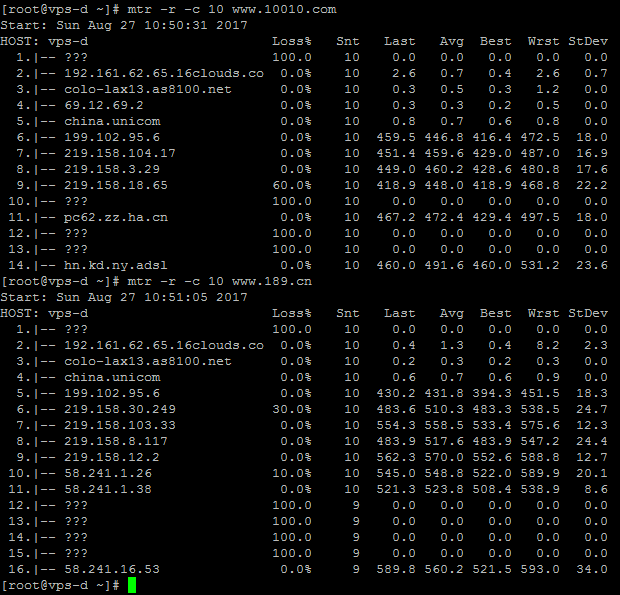 [root@vps-d ~]# mtr -r -c 10 www.10010.com
Start: Sun Aug 27 10:50:31 2017
HOST: vps-d                       Loss%   Snt   Last   Avg  Best  Wrst StDev
  1.|-- ???                       100.0    10    0.0   0.0   0.0   0.0   0.0
  2.|-- 192.161.62.65.16clouds.co  0.0%    10    2.6   0.7   0.4   2.6   0.7
  3.|-- colo-lax13.as8100.net      0.0%    10    0.3   0.5   0.3   1.2   0.0
  4.|-- 69.12.69.2                 0.0%    10    0.3   0.3   0.2   0.5   0.0
  5.|-- china.unicom               0.0%    10    0.8   0.7   0.6   0.8   0.0
  6.|-- 199.102.95.6               0.0%    10  459.5 446.8 416.4 472.5  18.0
  7.|-- 219.158.104.17             0.0%    10  451.4 459.6 429.0 487.0  16.9
  8.|-- 219.158.3.29               0.0%    10  449.0 460.2 428.6 480.8  17.6
  9.|-- 219.158.18.65             60.0%    10  418.9 448.0 418.9 468.8  22.2
 10.|-- ???                       100.0    10    0.0   0.0   0.0   0.0   0.0
 11.|-- pc62.zz.ha.cn              0.0%    10  467.2 472.4 429.4 497.5  18.0
 12.|-- ???                       100.0    10    0.0   0.0   0.0   0.0   0.0
 13.|-- ???                       100.0    10    0.0   0.0   0.0   0.0   0.0
 14.|-- hn.kd.ny.adsl              0.0%    10  460.0 491.6 460.0 531.2  23.6
[root@vps-d ~]# mtr -r -c 10 www.189.cn
Start: Sun Aug 27 10:51:05 2017
HOST: vps-d                       Loss%   Snt   Last   Avg  Best  Wrst StDev
  1.|-- ???                       100.0    10    0.0   0.0   0.0   0.0   0.0
  2.|-- 192.161.62.65.16clouds.co  0.0%    10    0.4   1.3   0.4   8.2   2.3
  3.|-- colo-lax13.as8100.net      0.0%    10    0.2   0.3   0.2   0.3   0.0
  4.|-- china.unicom               0.0%    10    0.6   0.7   0.6   0.9   0.0
  5.|-- 199.102.95.6               0.0%    10  430.2 431.8 394.3 451.5  18.3
  6.|-- 219.158.30.249            30.0%    10  483.6 510.3 483.3 538.5  24.7
  7.|-- 219.158.103.33             0.0%    10  554.3 558.5 533.4 575.6  12.3
  8.|-- 219.158.8.117              0.0%    10  483.9 517.6 483.9 547.2  24.4
  9.|-- 219.158.12.2               0.0%    10  562.3 570.0 552.6 588.8  12.7
 10.|-- 58.241.1.26               10.0%    10  545.0 548.8 522.0 589.9  20.1
 11.|-- 58.241.1.38                0.0%    10  521.3 523.8 508.4 538.9   8.6
 12.|-- ???                       100.0     9    0.0   0.0   0.0   0.0   0.0
 13.|-- ???                       100.0     9    0.0   0.0   0.0   0.0   0.0
 14.|-- ???                       100.0     9    0.0   0.0   0.0   0.0   0.0
 15.|-- ???                       100.0     9    0.0   0.0   0.0   0.0   0.0
 16.|-- 58.241.16.53               0.0%     9  589.8 560.2 521.5 593.0  34.0
[root@vps-d ~]#